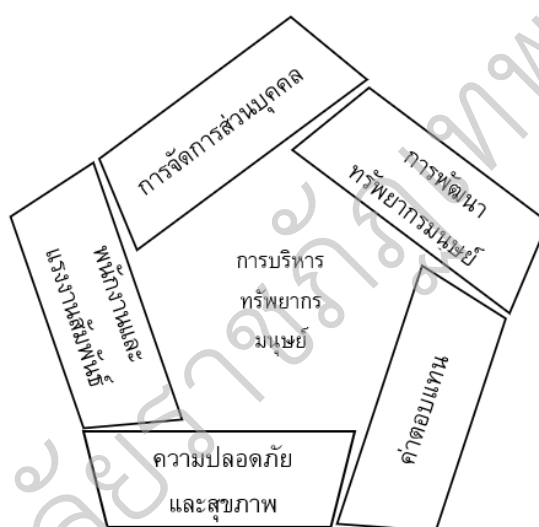 การจัดการส่วนบุคคล
การพัฒนา
ทรัพยากรมนุษย์
พนักงานและ
แรงงานสัมพันธ์
การบริหาร
ทรัพยากร
มนุษย์
ค่าตอบแทน
ความปลอดภัย
และสุขภาพ